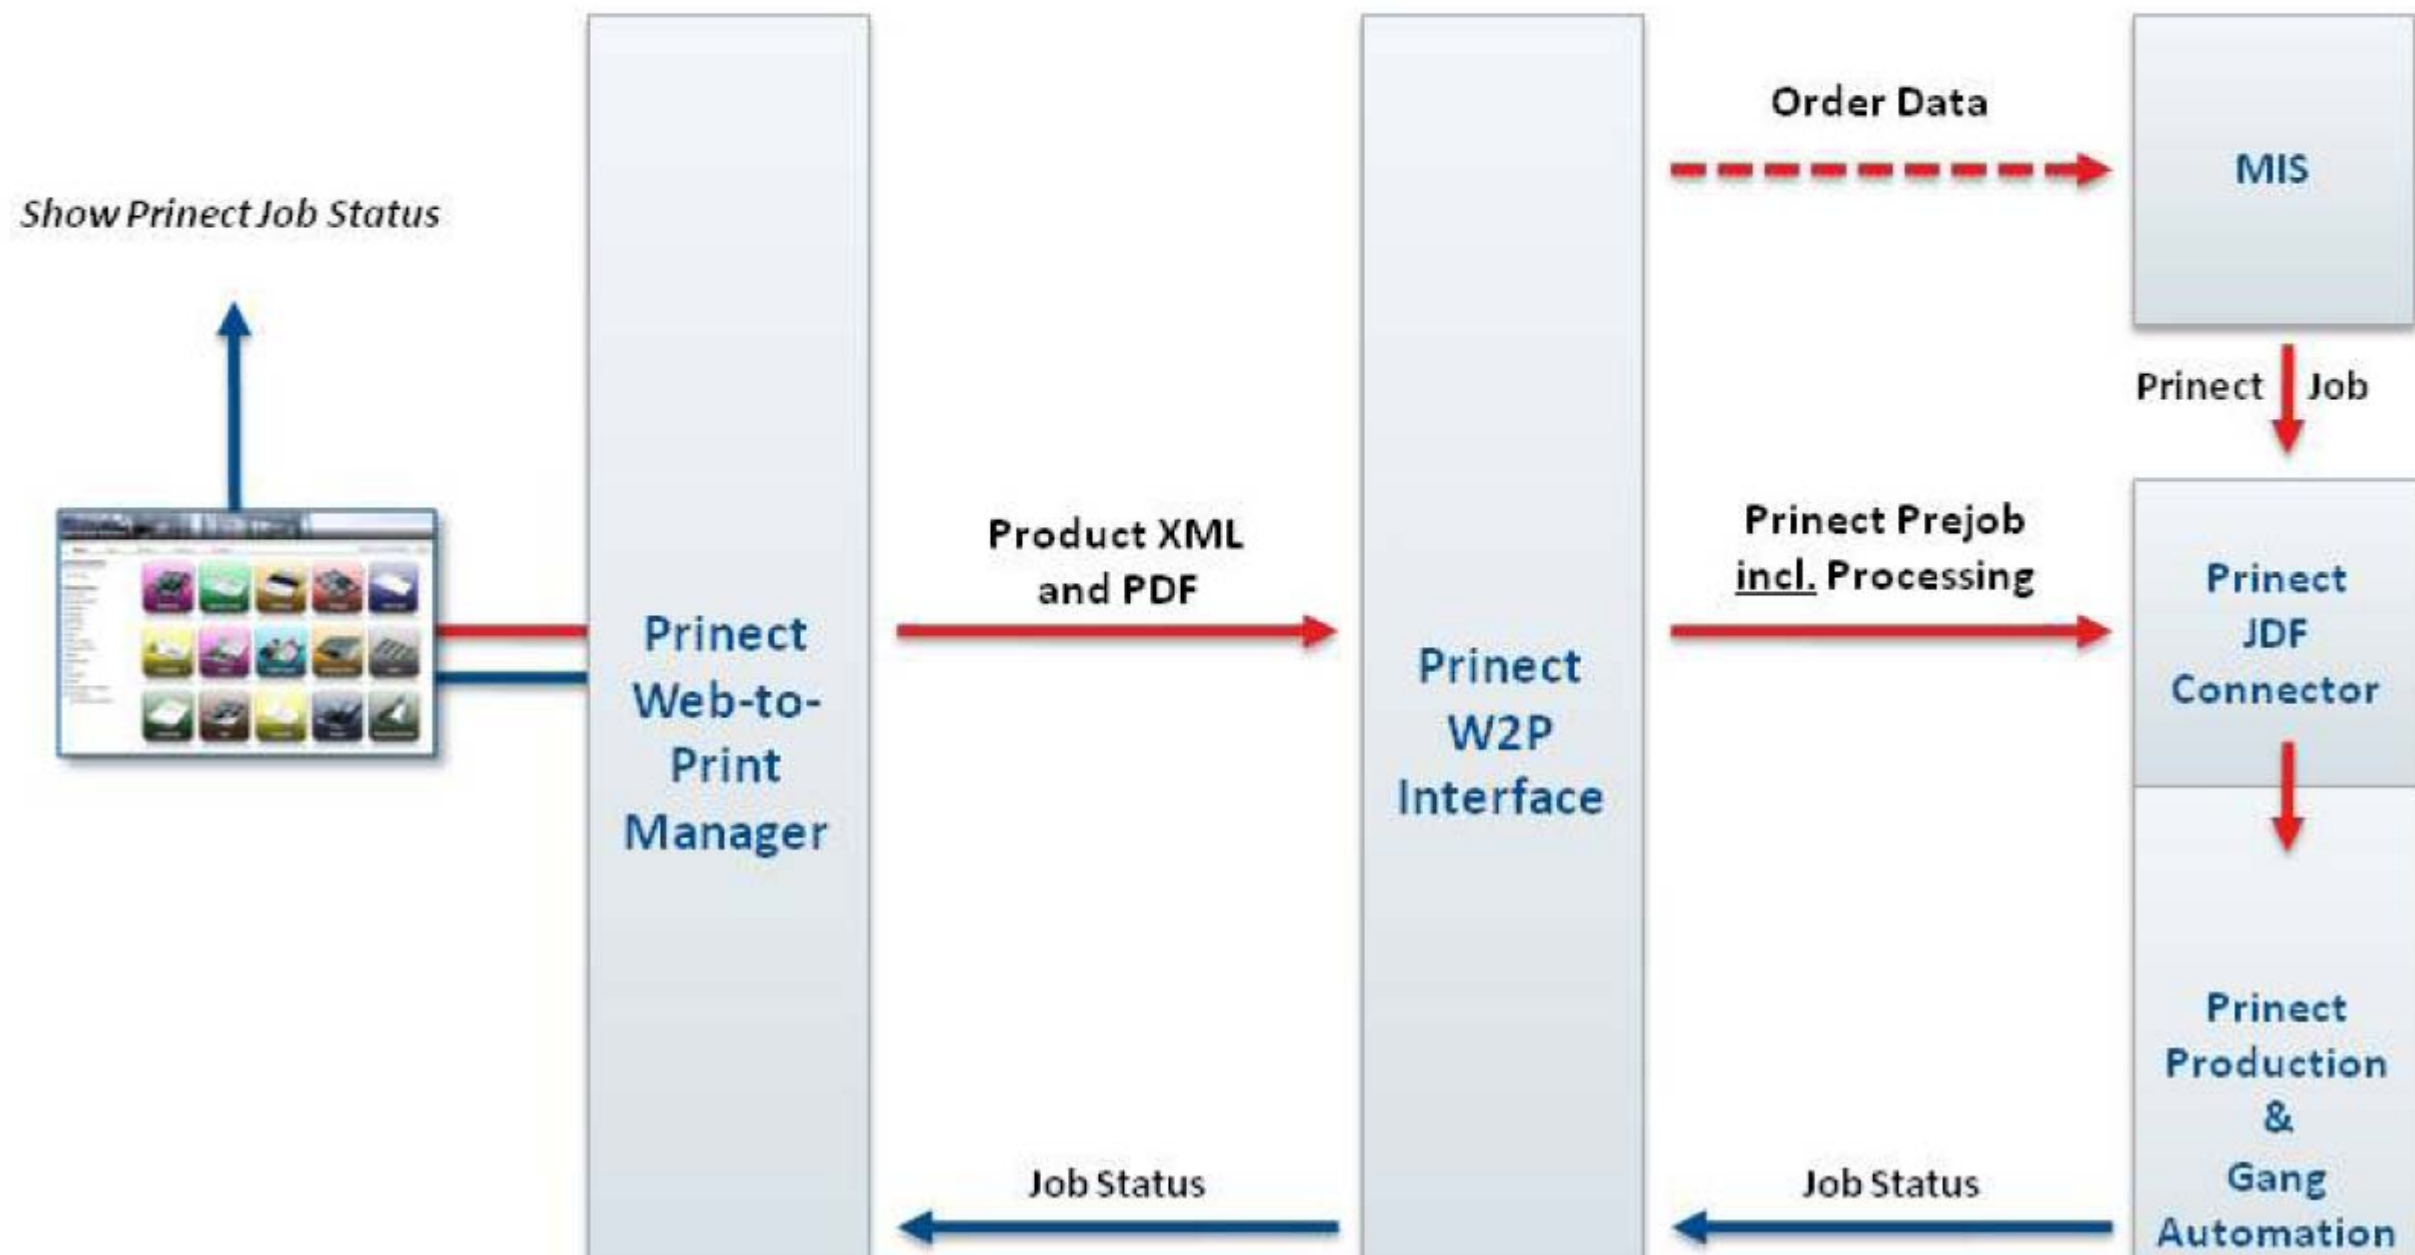 Show Prinect Job Status
Prinect
Web-to-
Print
Manager
Product XML
and PDF
Job Status
Prinect
W2P
Interface
Order Data
Prinect Prejob
incl. Processing
Job Status
MIS
Prinect Job
Prinect
JDF
Connector
Prinect
Production
&
Gang
Automation